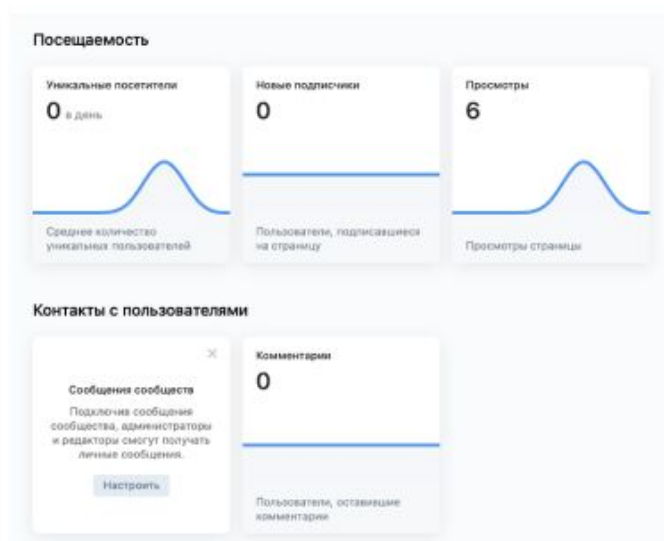 Посещаемость
Уникальные посетители
0 в день
Среднее количество
уникальных пользователей
Новые подписчики
0
Пользователи, подписавшиеся
на страницу
Просмотры
6
Просмотры страницы
Контакты с пользователями
Сообщения сообществ
Подключив сообщения
сообщества, администраторы
и редакторы смогут получать
личные сообщения.
Настроить
Комментарии
0
Пользователи, оставившие
комментарии